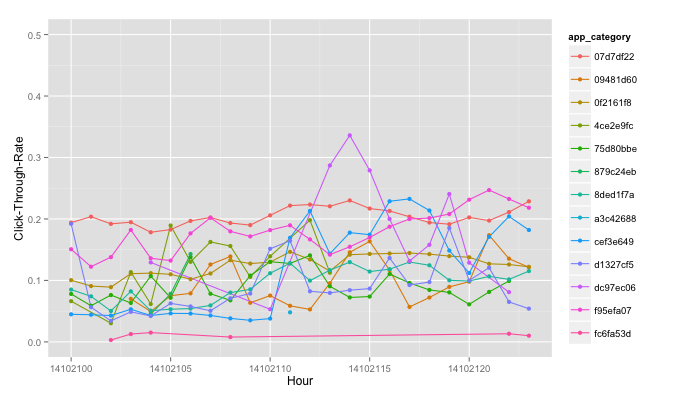 0.5
0.4
0.3
0.2
0.1
0.0
Click-Through-Rate
14102100 14102105 14102110 14102115 14102120
Hour
app_category
07d7df22
09481d60
0f2161f8
4ce2e9fc
75d80bbe
879c24eb
8ded1f7a
a3c42688
cef3e649
d1327cf5
dc97ec06
f95efa07
fc6fa53d